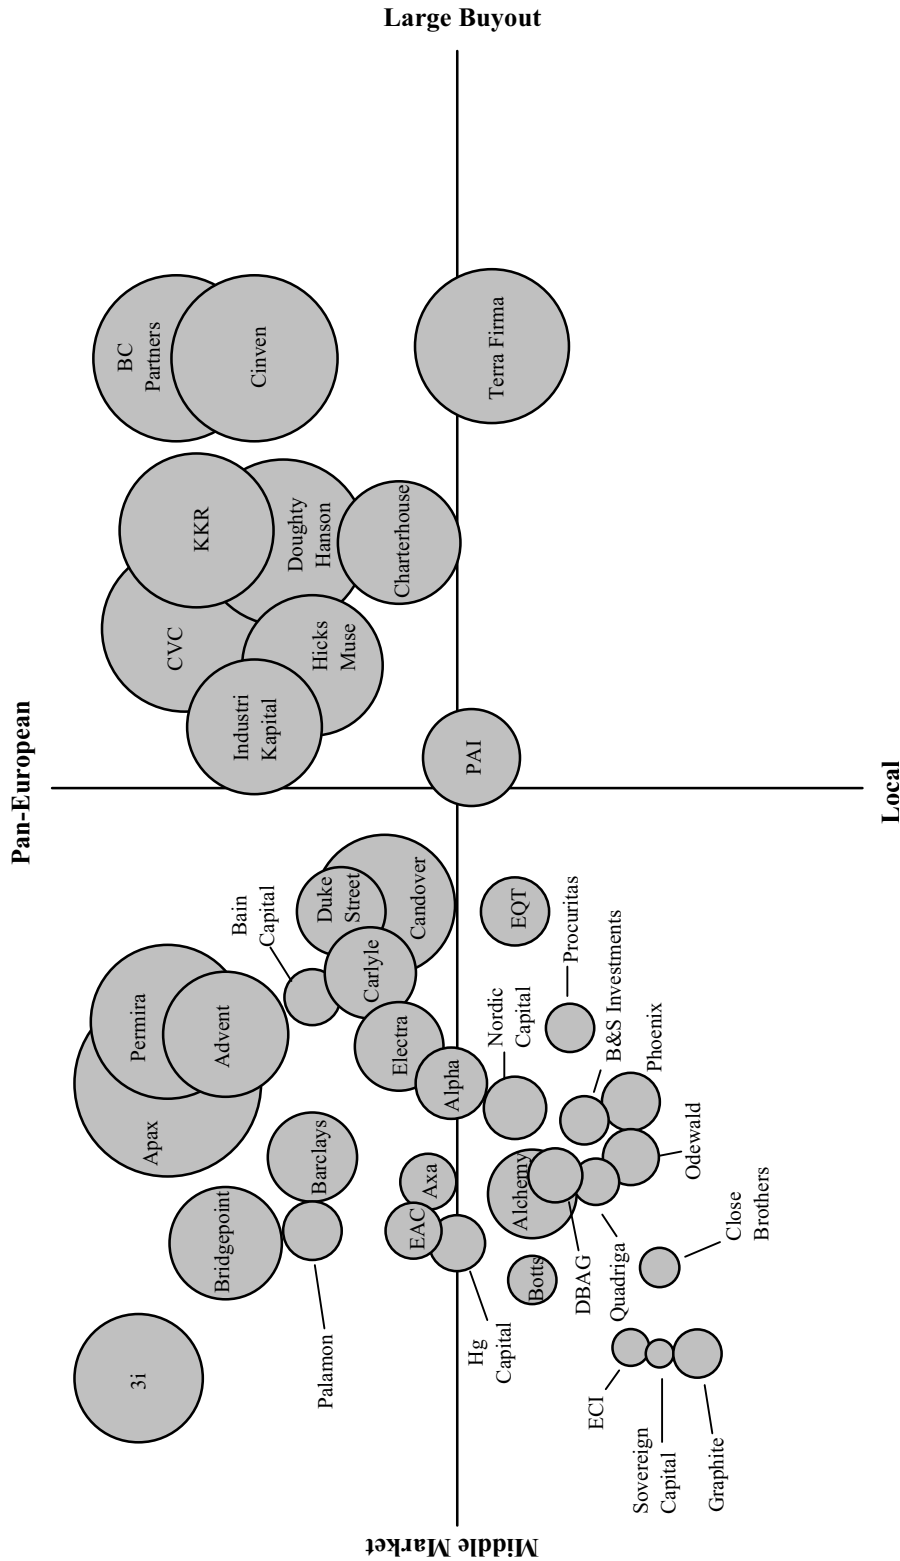 Large Buyout
Pan-European
BC
Partners
Cinven
Terra Firma
KKR
Doughty
Hanson
Charterhouse
CVC
Hicks
Muse
Industri
Kapital
PAI
Local
Bain
Capital
Duke
Street
Candover
Carlyle
EQT
Procuritas
Permira
Advent
Apax
Electra
Alpha
Nordic
Capital
B&S Investments
Phoenix
Barclays
Bridgepoint
Axa
EAC
Alchemy
Odewald
Close
Brothers
Quadriga
DBAG
Botts
Hg
Capital
Palamon
3i
ECI
Sovereign
Capital
Graphite
Middle Market